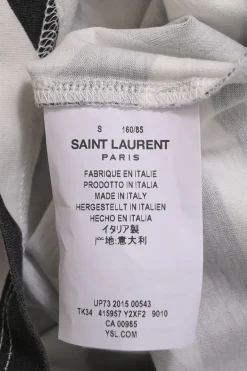 S 160/85
SAINT LAURENT
PARIS
FABRIQUE EN ITALIE
PRODOTTO IN ITALIA
MADE IN ITALY
HERGESTELLT IN ITALIEN
HECHO EN ITALIA
イタリア製
产地:意大利
UP73 2015 00543
TK34 415957 Y2XF2 9010
CA 00985
YSL.COM